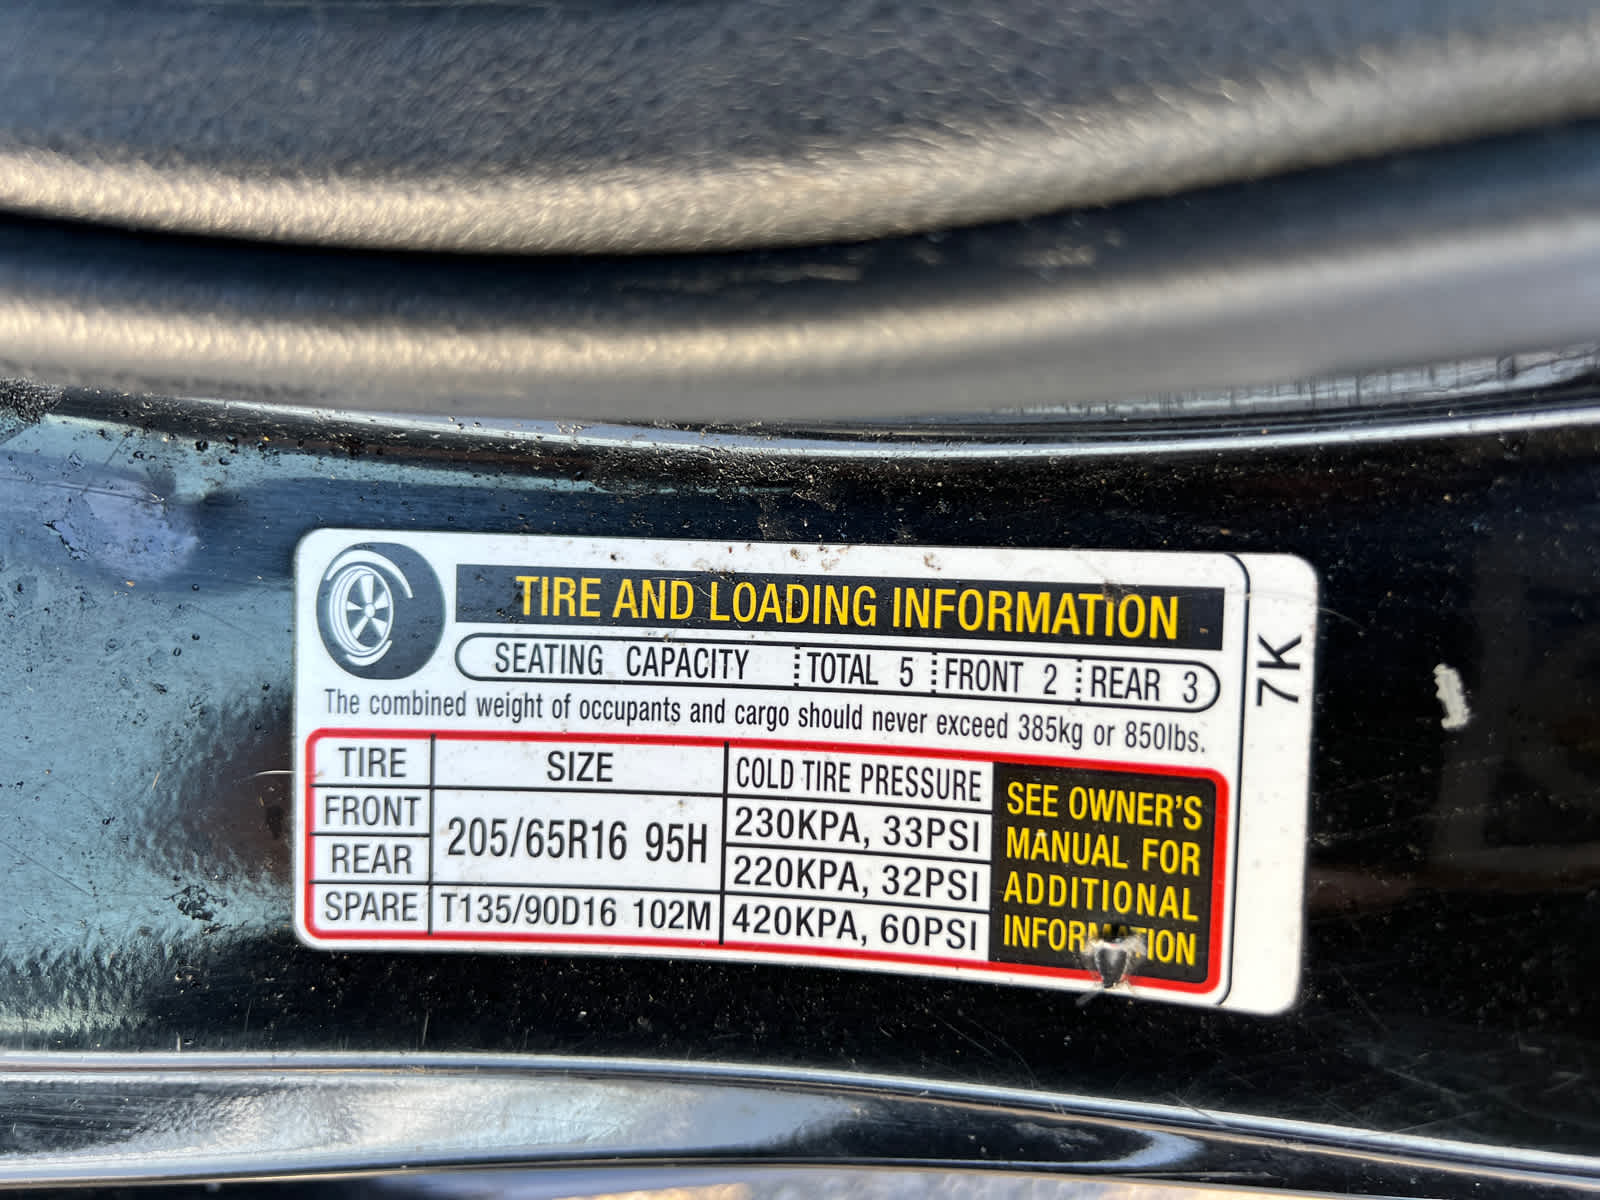 TIRE AND LOADING INFORMATION
SEATING CAPACITY TOTAL 5 FRONT 2 REAR 3
The combined weight of occupants and cargo should never exceed 385kg or 850lbs.
TIRE SIZE COLD TIRE PRESSURE
FRONT 205/65R16 95H 230KPA, 33PSI
REAR 220KPA, 32PSI
SPARE T135/90D16 102M 420KPA, 60PSI
SEE OWNER'S
MANUAL FOR
ADDITIONAL
INFORMATION
7K